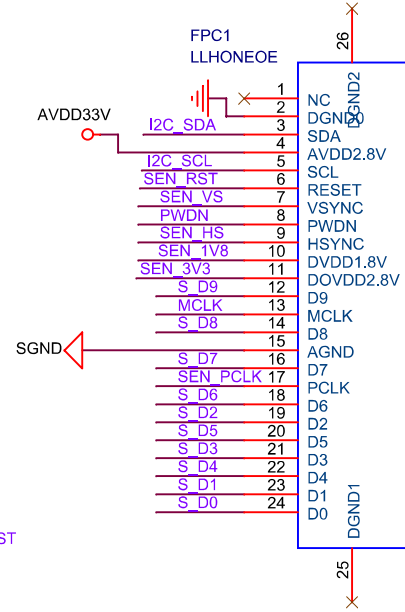 FPC1
LLHONEOE
26
DGND2
1 NC
2 DGND0
AVDD33V
I2C_SDA 3 SDA
4 AVDD2.8V
I2C_SCL 5 SCL
SEN_RST 6 RESET
SEN_VS 7 VSYNC
PWDN 8 PWDN
SEN_HS 9 HSYNC
SEN_1V8 10 DVDD1.8V
SEN_3V3 11 DOVDD2.8V
S_D9 12 D9
MCLK 13 MCLK
S_D8 14 D8
SGND 15 AGND
S_D7 16 D7
SEN_PCLK 17 PCLK
S_D6 18 D6
S_D2 19 D2
S_D5 20 D5
S_D3 21 D3
S_D4 22 D4
S_D1 23 D1
S_D0 24 D0
DGND1
25
ST